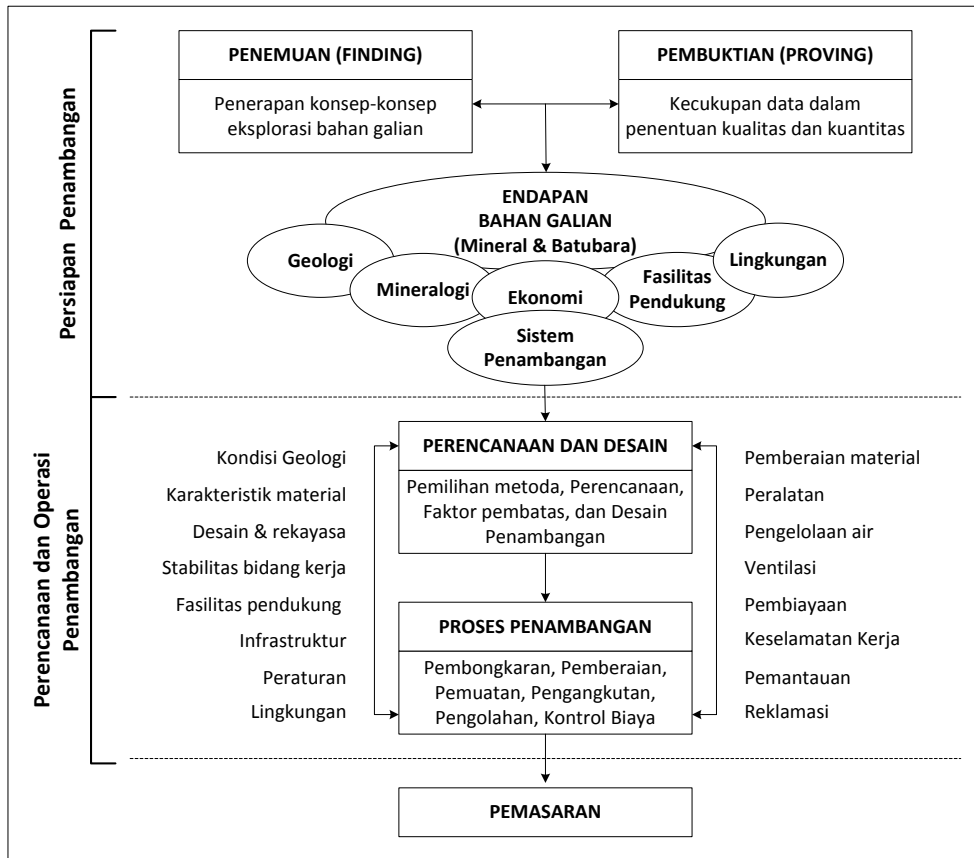 Persiapan Penambangan
PENEMUAN (FINDING)
Penerapan konsep-konsep
eksplorasi bahan galian
PEMBUKTIAN (PROVING)
Kecukupan data dalam
penentuan kualitas dan kuantitas
ENDAPAN
BAHAN GALIAN
(Mineral & Batubara)
Geologi
Mineralogi
Ekonomi
Fasilitas
Pendukung
Lingkungan
Sistem
Penambangan
Perencanaan dan Operasi
Penambangan
PERENCANAAN DAN DESAIN
Pemilihan metoda, Perencanaan,
Faktor pembatas, dan Desain
Penambangan
Kondisi Geologi
Karakteristik material
Desain & rekayasa
Stabilitas bidang kerja
Fasilitas pendukung
Infrastruktur
Peraturan
Lingkungan
Pemberaian material
Peralatan
Pengelolaan air
Ventilasi
Pembiayaan
Keselamatan Kerja
Pemantauan
Reklamasi
PROSES PENAMBANGAN
Pembongkaran, Pemberaian,
Pemuatan, Pengangkutan,
Pengolahan, Kontrol Biaya
PEMASARAN